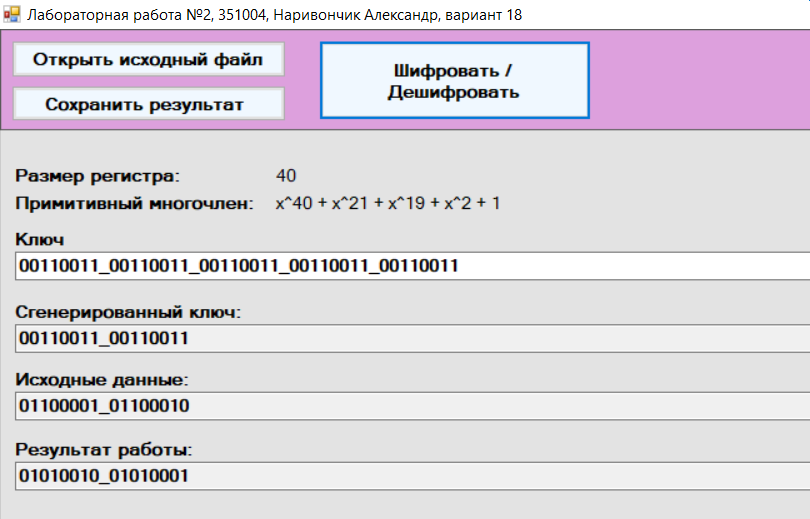 Лабораторная работа №2, 351004, Наривончик Александр, вариант 18
Открыть исходный файл
Сохранить результат
Шифровать /
Дешифровать
Размер регистра: 40
Примитивный многочлен: x^40 + x^21 + x^19 + x^2 + 1
Ключ
00110011_00110011_00110011_00110011_00110011
Сгенерированный ключ:
00110011_00110011
Исходные данные:
01100001_01100010
Результат работы:
01010010_01010001